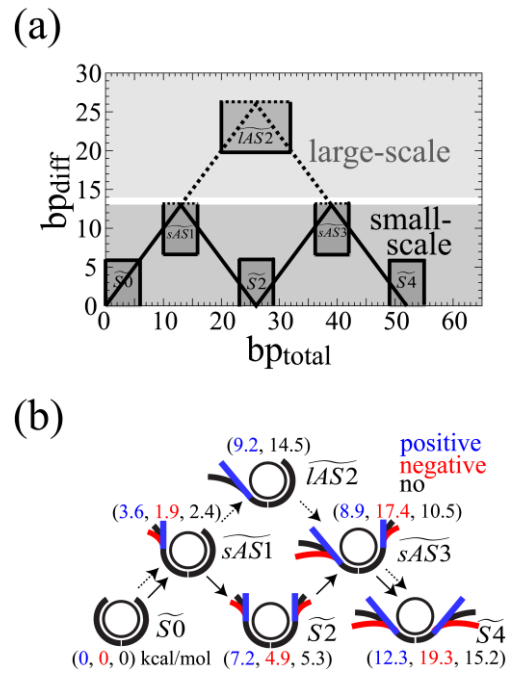 (a)
30
25
20
15
10
5
0
bp_diff
lAS2
large-scale
small-
scale
sAS1
sAS3
S0
S2
S4
0 10 20 30 40 50 60
bp_total
(b)
(9.2, 14.5)
positive
negative
no
lAS2
(3.6, 1.9, 2.4)
(8.9, 17.4, 10.5)
sAS1
sAS3
S0
S2
S4
(0, 0, 0) kcal/mol
(7.2, 4.9, 5.3)
(12.3, 19.3, 15.2)